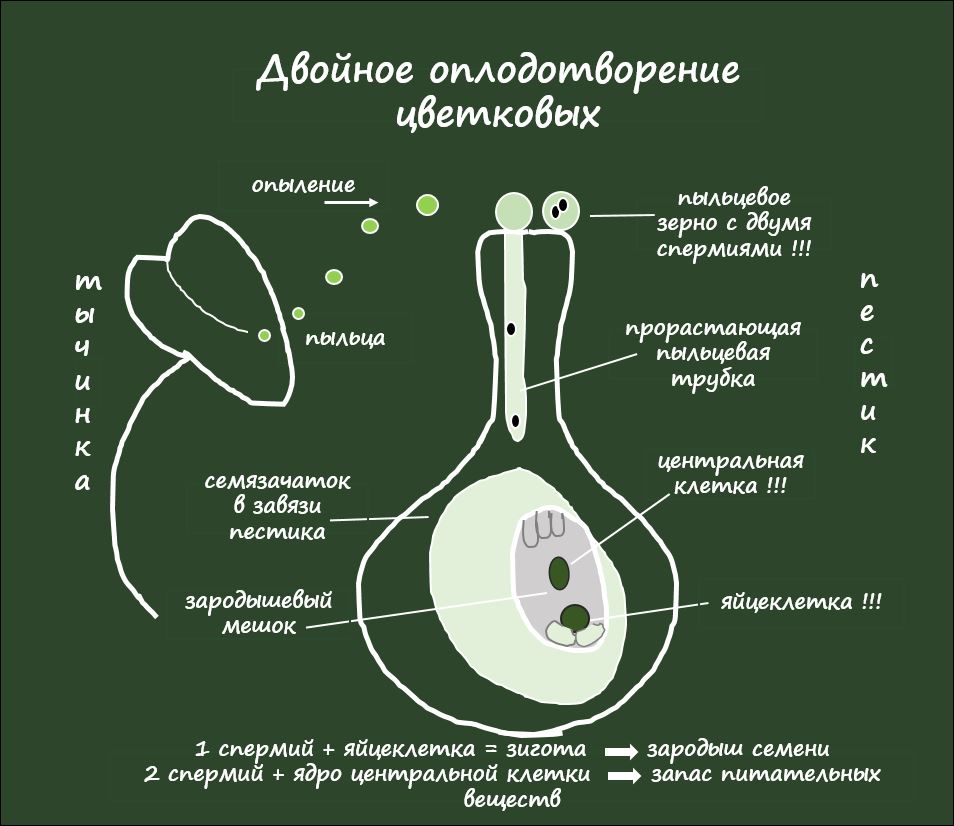 Двойное оплодотворение
цветковых
опыление
пыльцевое
зерно с двумя
спермиями !!!
тычинка
пестик
пыльца
прорастающая
пыльцевая
трубка
центральная
клетка !!!
семязачаток
в завязи
пестика
зародышевый
мешок
яйцеклетка !!!
1 спермий + яйцеклетка = зигота зародыш семени
2 спермий + ядро центральной клетки запас питательных
веществ